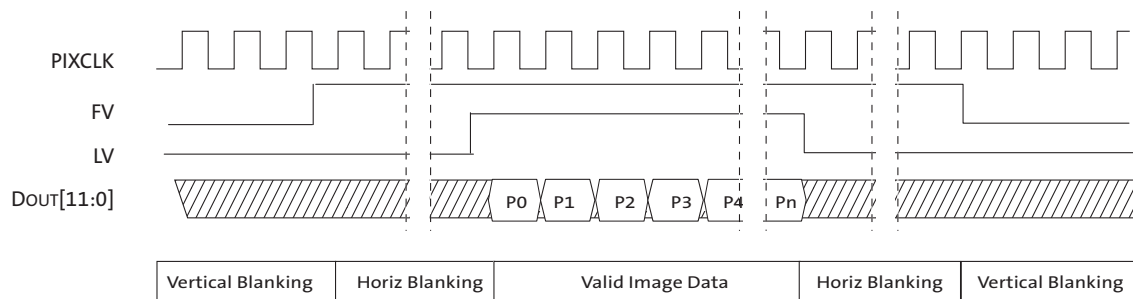 PIXCLK
FV
LV
DOUT[11:0]
P0 P1 P2 P3 P4 Pn
Vertical Blanking Horiz Blanking Valid Image Data Horiz Blanking Vertical Blanking